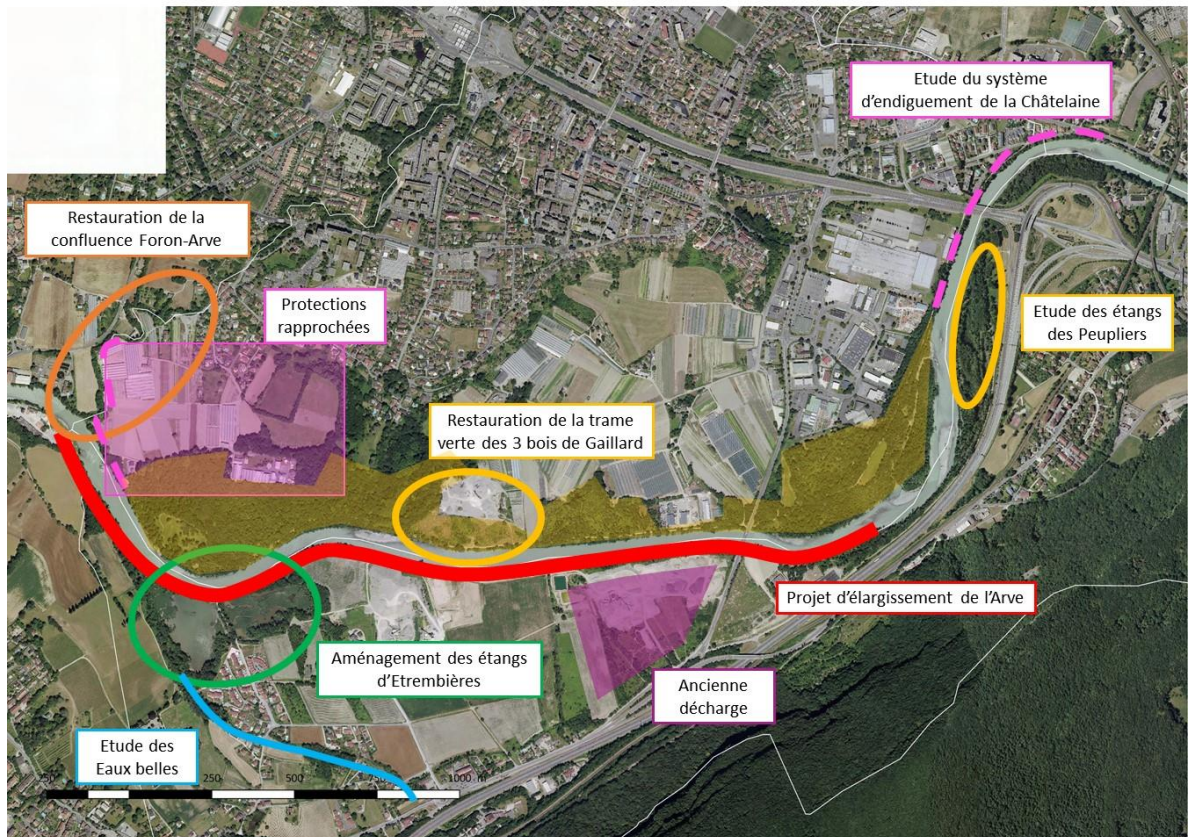 Etude du système
d'endiguement de la Châtelaine
Restauration de la
confluence Foron-Arve
Protections
rapprochées
Etude des étangs
des Peupliers
Restauration de la trame
verte des 3 bois de Gaillard
Projet d'élargissement de l'Arve
Aménagement des étangs
d'Etrembières
Ancienne
décharge
Etude des
Eaux belles
250 250 500 750 1000 m